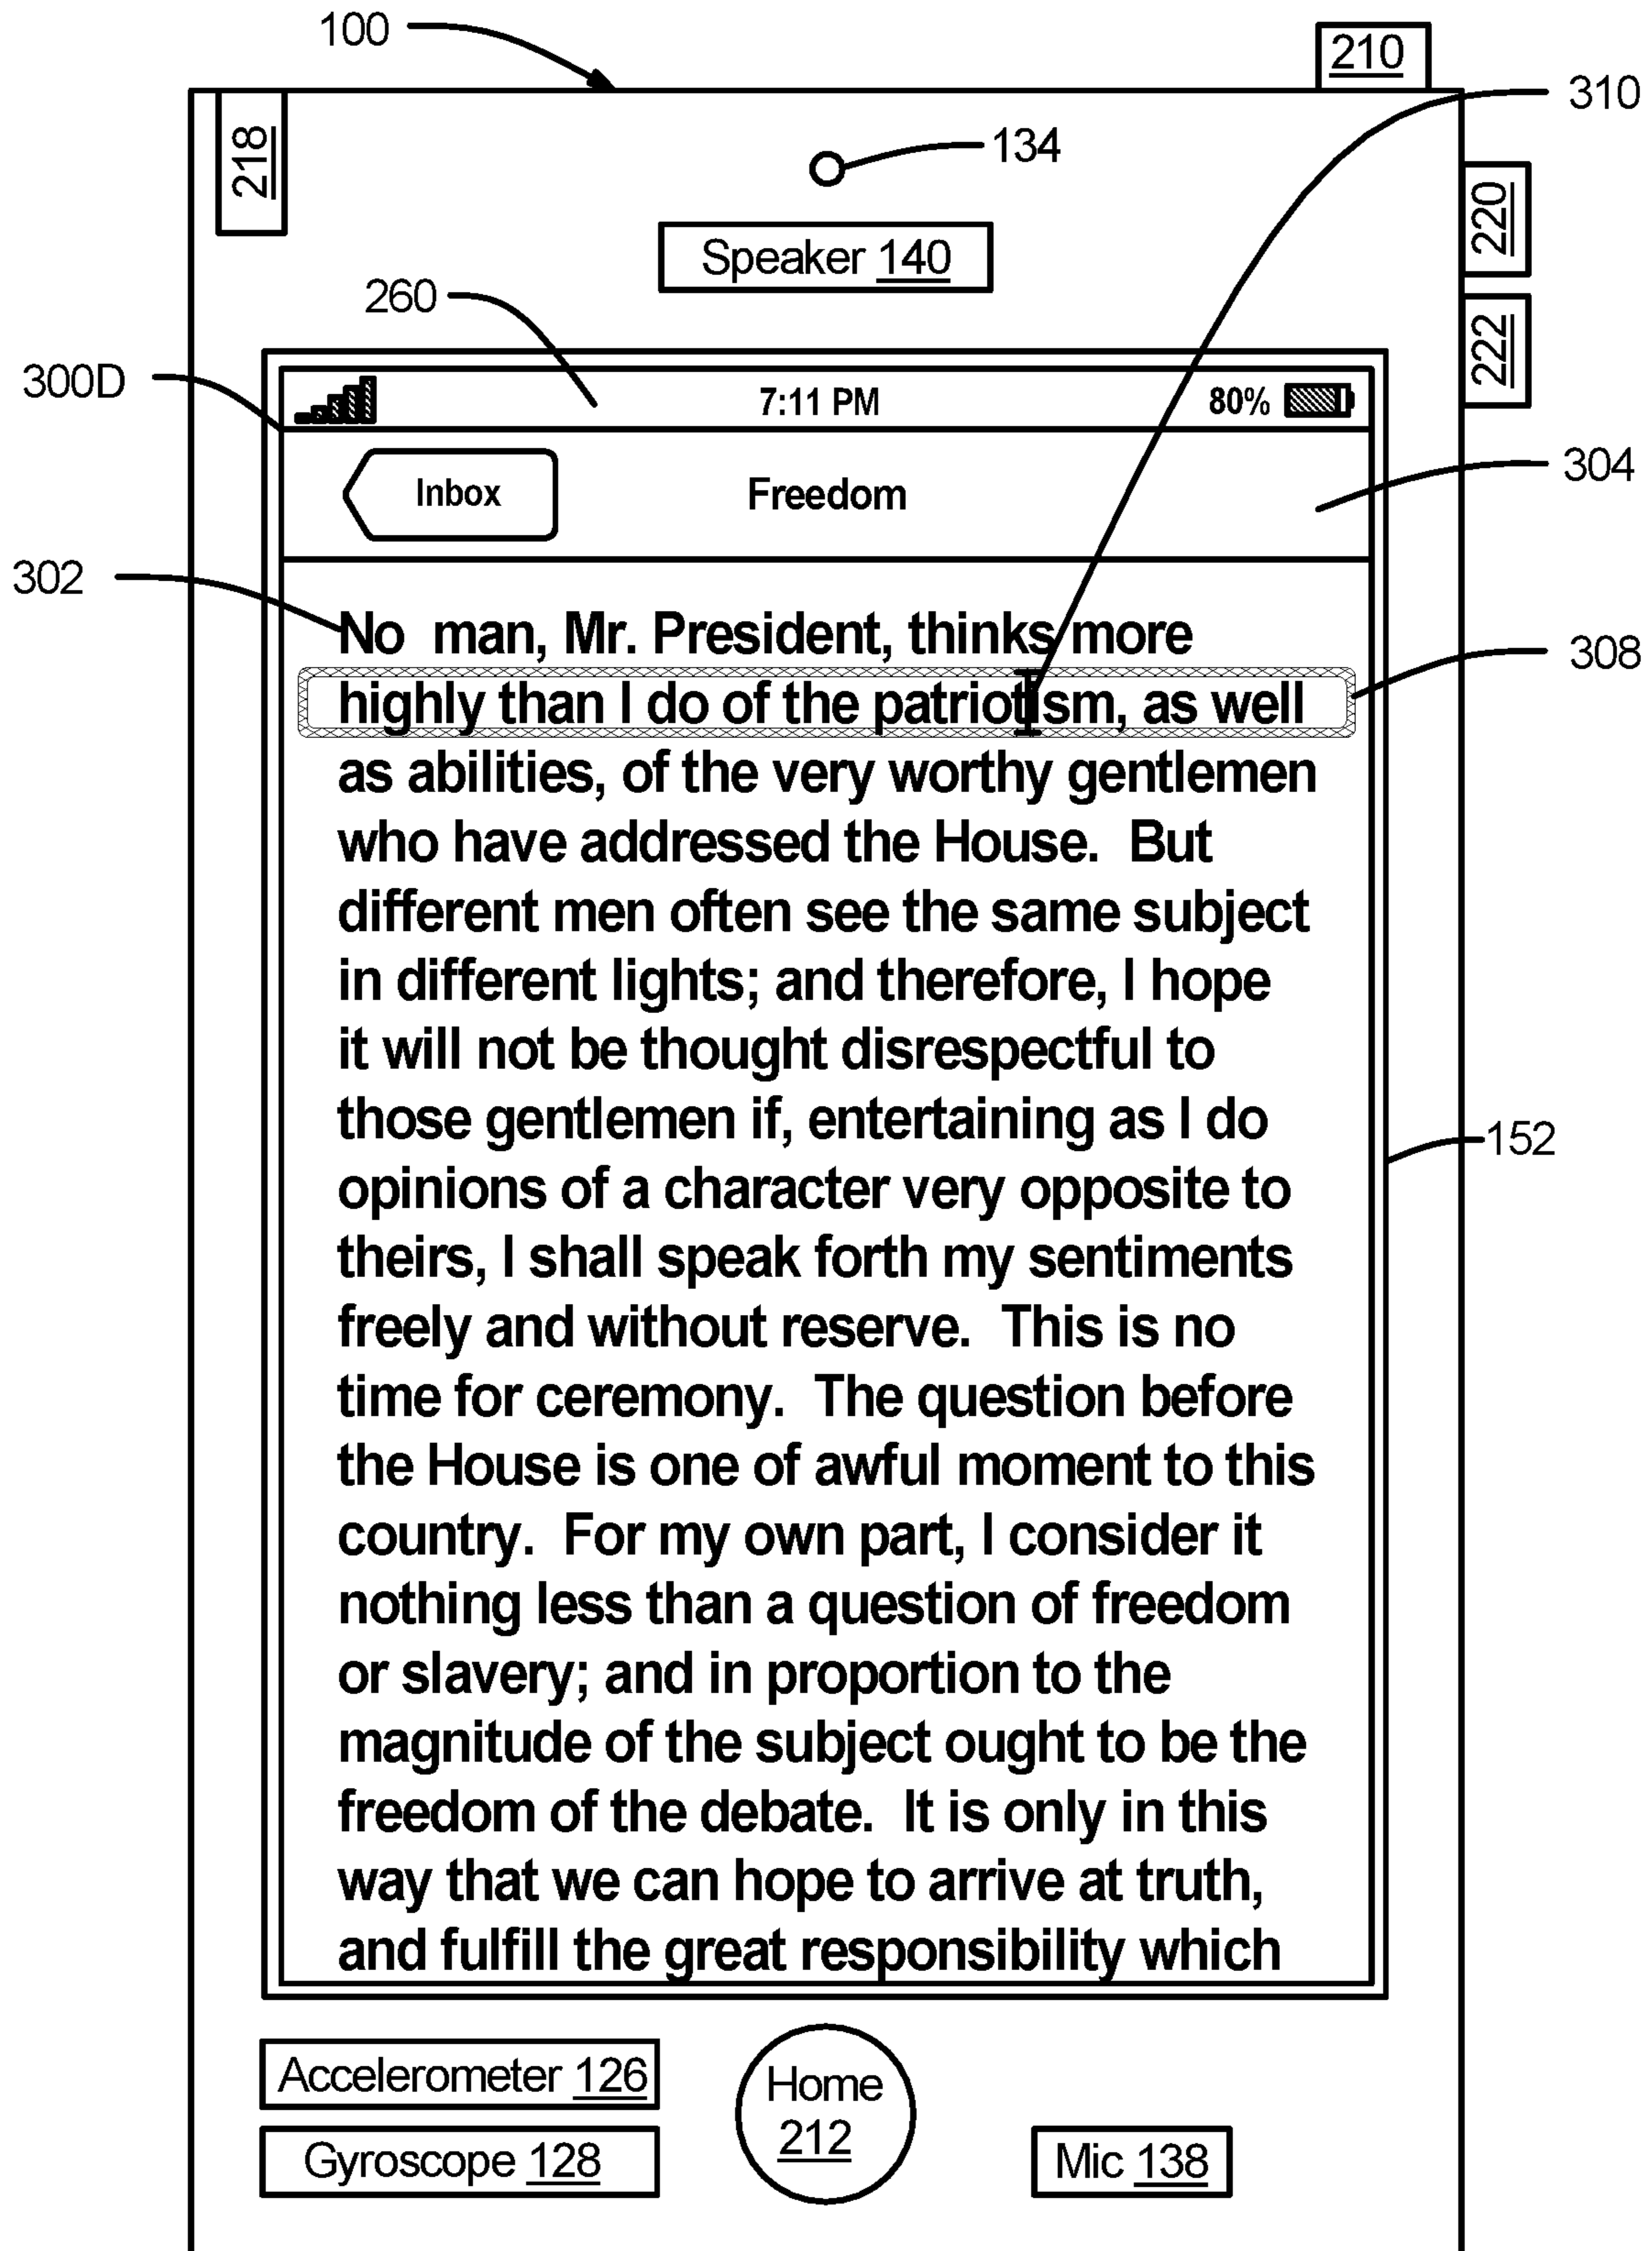 100
210
310
218
134
220
Speaker 140
260
222
300D
7:11 PM
80%
Inbox
Freedom
304
302
No man, Mr. President, thinks more
308
highly than I do of the patriotism, as well
as abilities, of the very worthy gentlemen
who have addressed the House. But
different men often see the same subject
in different lights; and therefore, I hope
it will not be thought disrespectful to
those gentlemen if, entertaining as I do
152
opinions of a character very opposite to
theirs, I shall speak forth my sentiments
freely and without reserve. This is no
time for ceremony. The question before
the House is one of awful moment to this
country. For my own part, I consider it
nothing less than a question of freedom
or slavery; and in proportion to the
magnitude of the subject ought to be the
freedom of the debate. It is only in this
way that we can hope to arrive at truth,
and fulfill the great responsibility which
Accelerometer 126
Home
212
Gyroscope 128
Mic 138